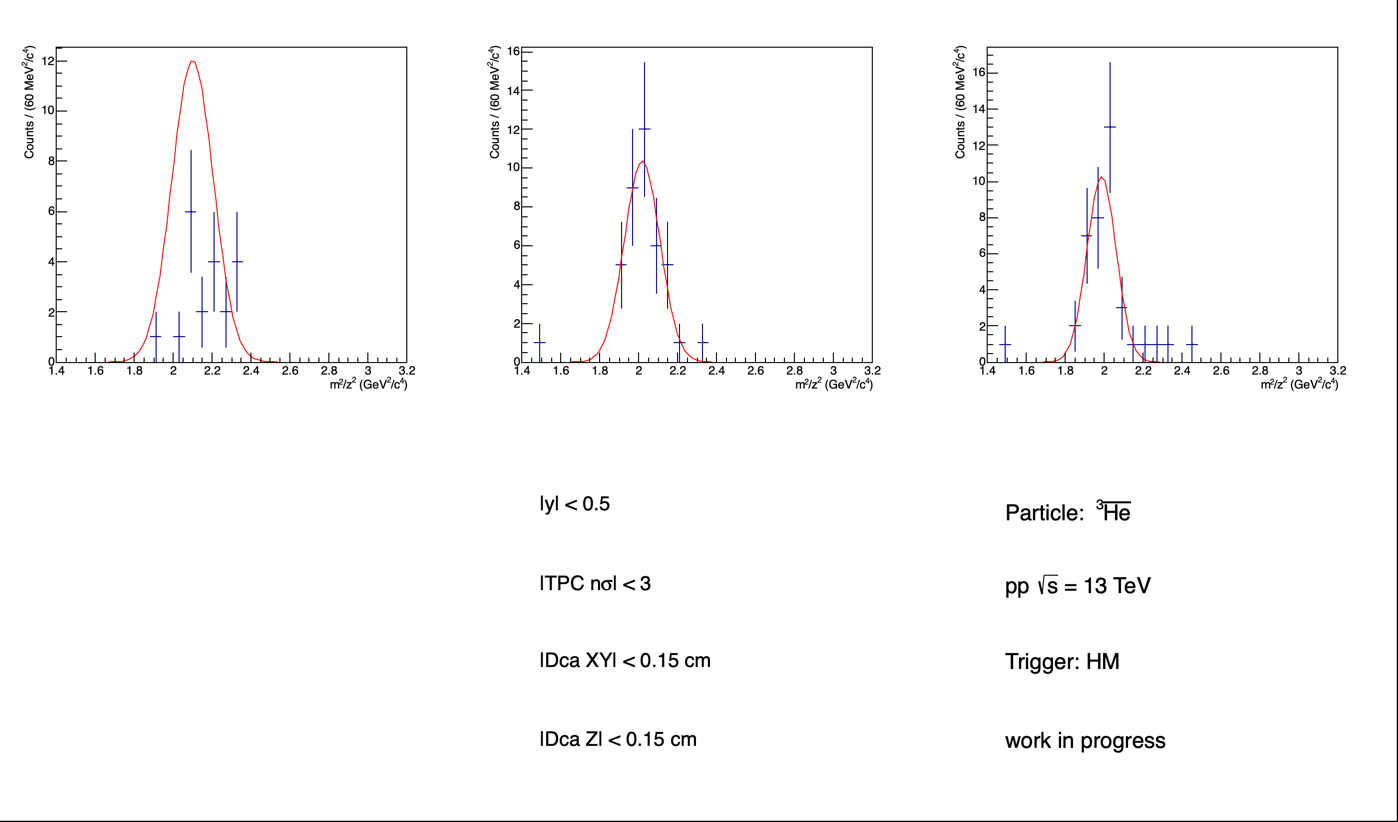 Counts / (60 MeV²/c⁴)
12
10
8
6
4
2
0
1.4 1.6 1.8 2 2.2 2.4 2.6 2.8 3 3.2
m²/z² (GeV²/c⁴)
Counts / (60 MeV²/c⁴)
16
14
12
10
8
6
4
2
0
1.4 1.6 1.8 2 2.2 2.4 2.6 2.8 3 3.2
m²/z² (GeV²/c⁴)
Counts / (60 MeV²/c⁴)
16
14
12
10
8
6
4
2
0
1.4 1.6 1.8 2 2.2 2.4 2.6 2.8 3 3.2
m²/z² (GeV²/c⁴)
|y| < 0.5
|TPC nσ| < 3
|Dca XY| < 0.15 cm
|Dca Z| < 0.15 cm
Particle: ³H̅e̅
pp √s = 13 TeV
Trigger: HM
work in progress